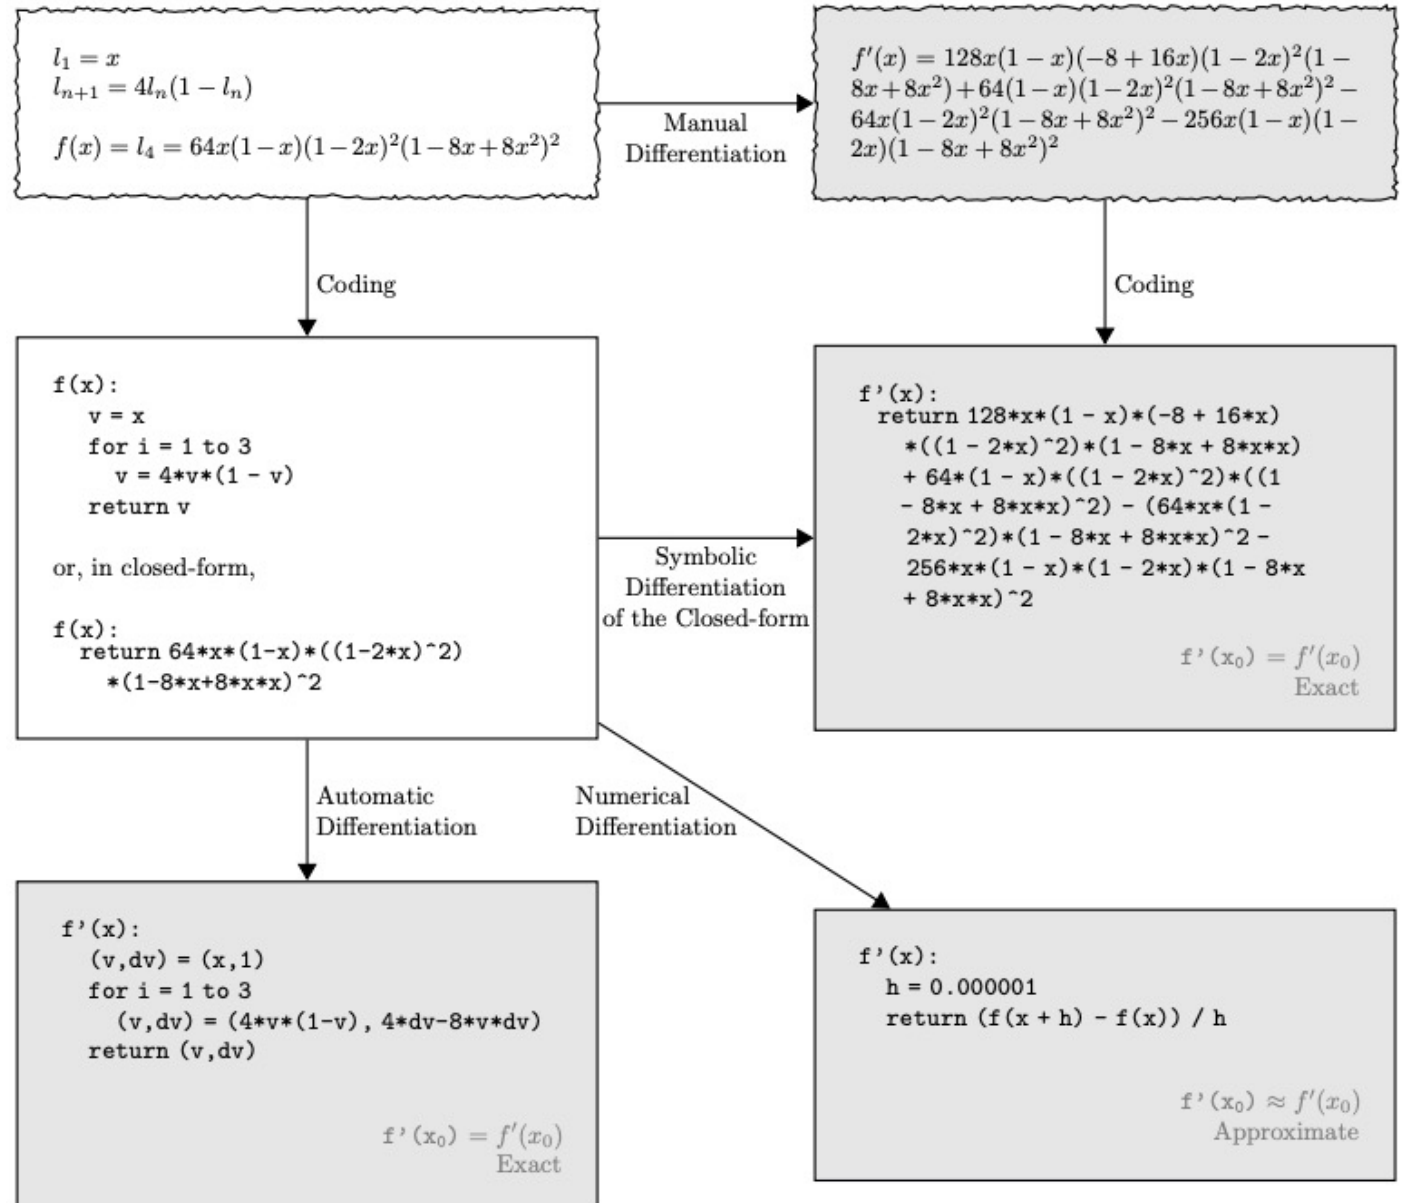 l₁ = x
lₙ₊₁ = 4lₙ(1 − lₙ)
f(x) = l₄ = 64x(1−x)(1−2x)²(1−8x+8x²)²
Manual
Differentiation
f′(x) = 128x(1 − x)(−8 + 16x)(1 − 2x)²(1 −
8x+8x²)+64(1−x)(1−2x)²(1−8x+8x²)² −
64x(1 − 2x)²(1 − 8x + 8x²)² − 256x(1 − x)(1 −
2x)(1 − 8x + 8x²)²
Coding
Coding
f(x):
v = x
for i = 1 to 3
v = 4*v*(1 - v)
return v
or, in closed-form,
f(x):
return 64*x*(1-x)*((1-2*x)^2)
*(1-8*x+8*x*x)^2
Symbolic
Differentiation
of the Closed-form
f'(x):
return 128*x*(1 - x)*(-8 + 16*x)
*((1 - 2*x)^2)*(1 - 8*x + 8*x*x)
+ 64*(1 - x)*((1 - 2*x)^2)*((1
- 8*x + 8*x*x)^2) - (64*x*(1 -
2*x)^2)*(1 - 8*x + 8*x*x)^2 -
256*x*(1 - x)*(1 - 2*x)*(1 - 8*x
+ 8*x*x)^2
f'(x₀) = f′(x₀)
Exact
Automatic
Differentiation
Numerical
Differentiation
f'(x):
(v,dv) = (x,1)
for i = 1 to 3
(v,dv) = (4*v*(1-v), 4*dv-8*v*dv)
return (v,dv)
f'(x₀) = f′(x₀)
Exact
f'(x):
h = 0.000001
return (f(x + h) - f(x)) / h
f'(x₀) ≈ f′(x₀)
Approximate